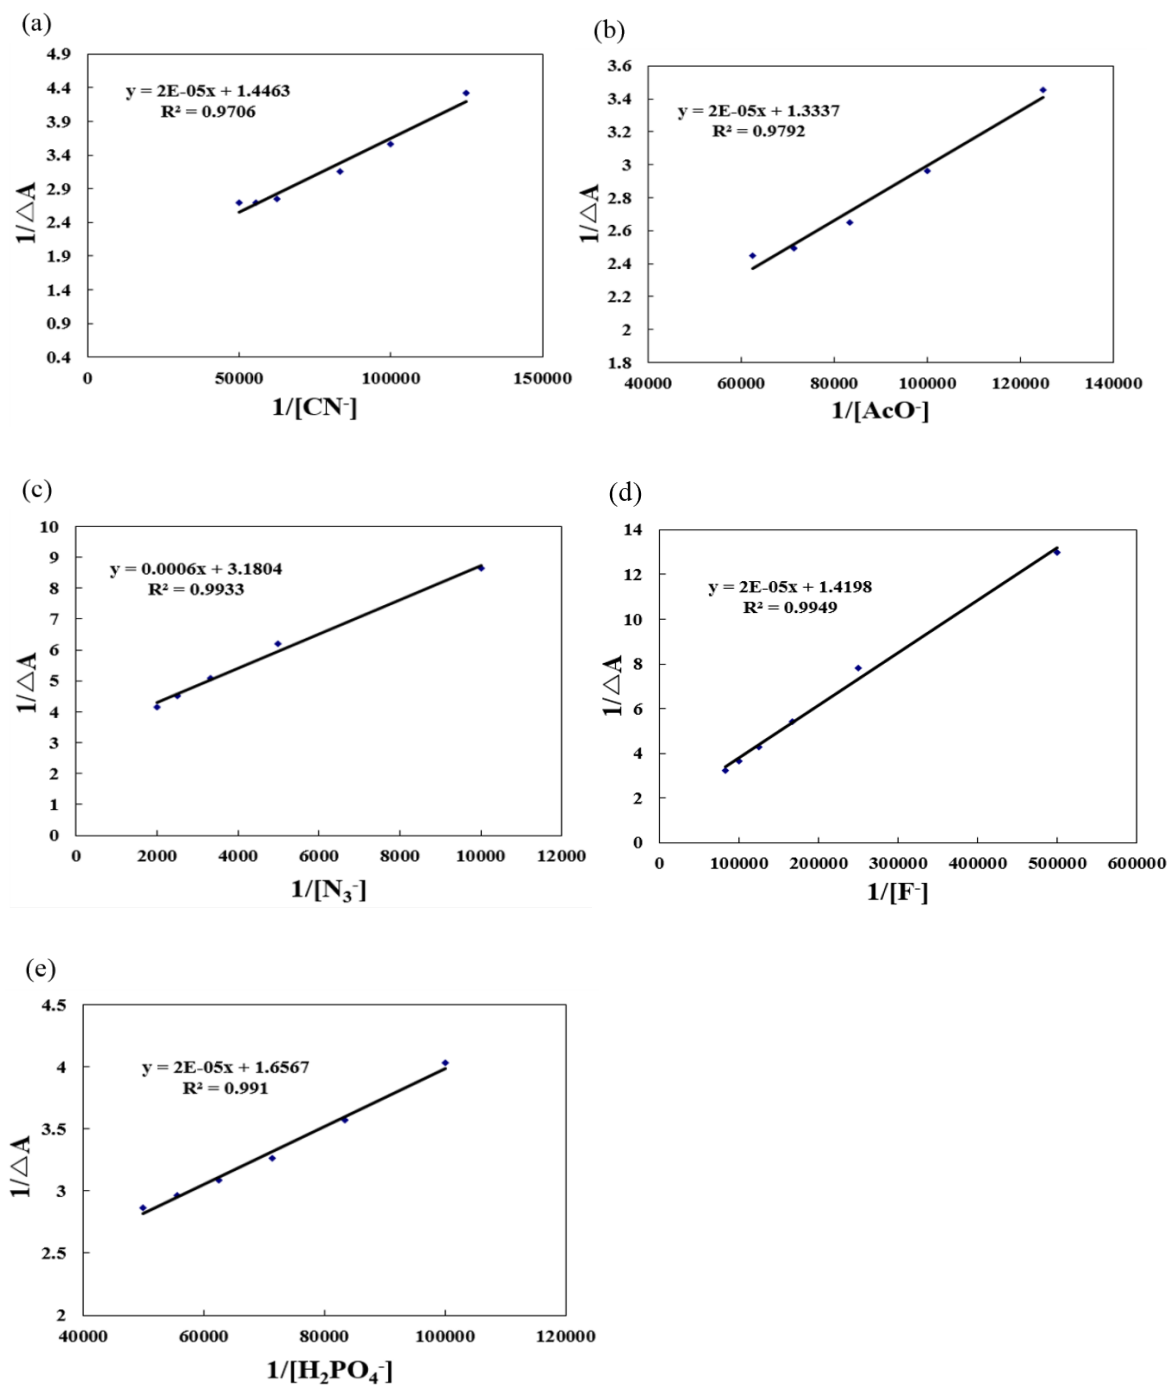 (a)
4.9
4.4
3.9
3.4
2.9
2.4
1.9
1.4
0.9
0.4
y = 2E-05x + 1.4463
R² = 0.9706
1/△A
0 50000 100000 150000
1/[CN⁻]
(b)
3.6
3.4
3.2
3
2.8
2.6
2.4
2.2
2
1.8
y = 2E-05x + 1.3337
R² = 0.9792
1/△A
40000 60000 80000 100000 120000 140000
1/[AcO⁻]
(c)
10
9
8
7
6
5
4
3
2
1
0
y = 0.0006x + 3.1804
R² = 0.9933
1/△A
0 2000 4000 6000 8000 10000 12000
1/[N₃⁻]
(d)
14
12
10
8
6
4
2
0
y = 2E-05x + 1.4198
R² = 0.9949
1/△A
0 100000 200000 300000 400000 500000 600000
1/[F⁻]
(e)
4.5
4
3.5
3
2.5
2
y = 2E-05x + 1.6567
R² = 0.991
1/△A
40000 60000 80000 100000 120000
1/[H₂PO₄⁻]